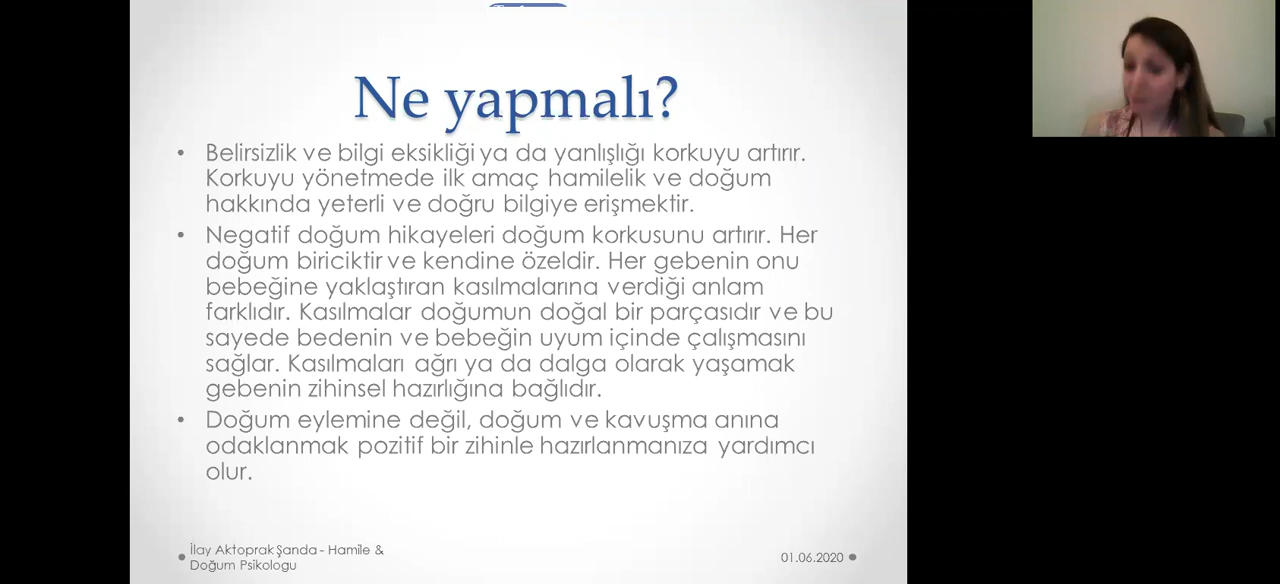 Ne yapmalı?
• Belirsizlik ve bilgi eksikliği ya da yanlışlığı korkuyu artırır.
Korkuyu yönetmede ilk amaç hamilelik ve doğum
hakkında yeterli ve doğru bilgiye erişmektir.
• Negatif doğum hikayeleri doğum korkusunu artırır. Her
doğum biriciktir ve kendine özeldir. Her gebenin onu
bebeğine yaklaştıran kasılmalarına verdiği anlam
farklıdır. Kasılmalar doğumun doğal bir parçasıdır ve bu
sayede bedenin ve bebeğin uyum içinde çalışmasını
sağlar. Kasılmaları ağrı ya da dalga olarak yaşamak
gebenin zihinsel hazırlığına bağlıdır.
• Doğum eylemine değil, doğum ve kavuşma anına
odaklanmak pozitif bir zihinle hazırlanmanıza yardımcı
olur.
İlay Aktoprak Şanda - Hamile &
Doğum Psikologu
01.06.2020